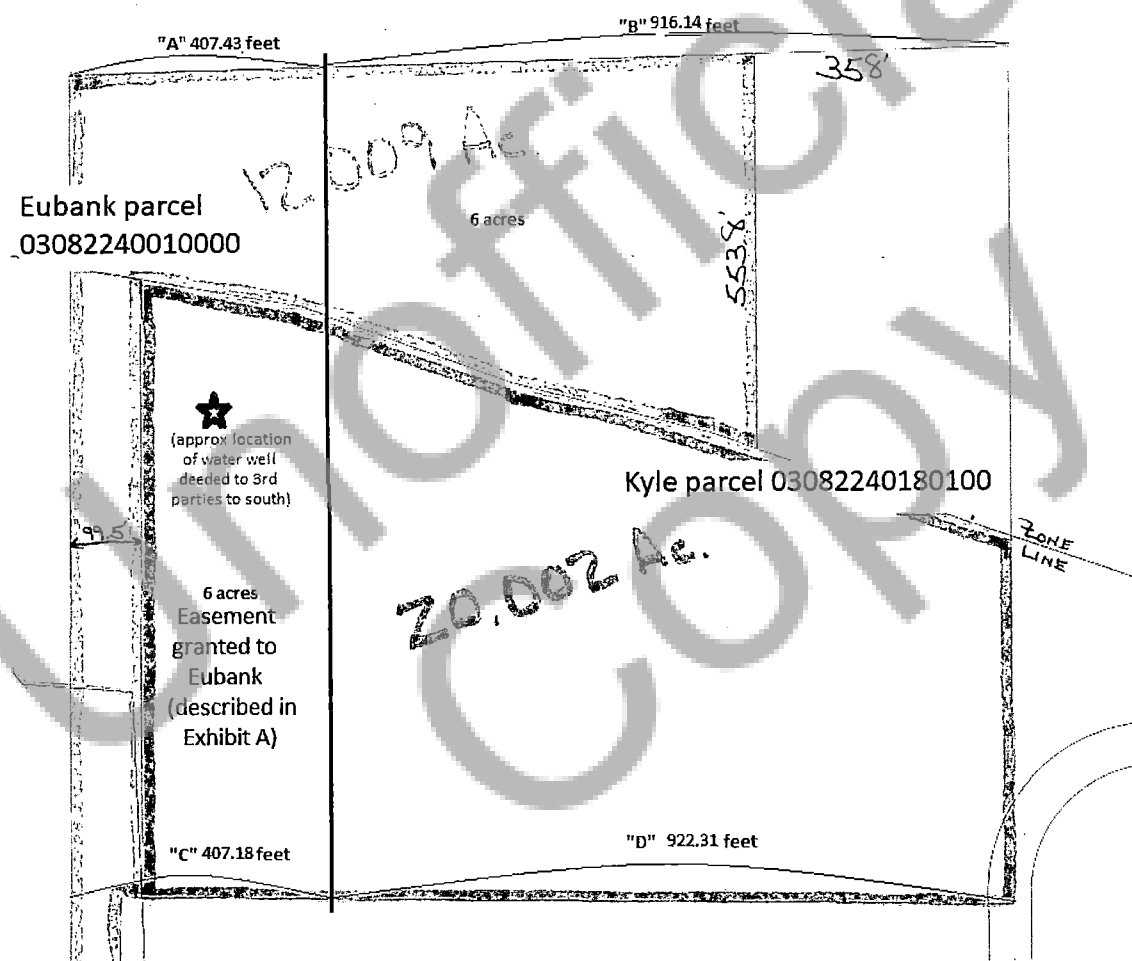 "A" 407.43 feet
"B" 916.14 feet
358'
12.009 Ac.
Eubank parcel
03082240010000
6 acres
553.8'
(approx location
of water well
deeded to 3rd
parties to south)
Kyle parcel 03082240180100
99.5'
ZONE
LINE
20.002 Ac.
6 acres
Easement
granted to
Eubank
(described in
Exhibit A)
"C" 407.18 feet
"D" 922.31 feet
Unofficial
Copy